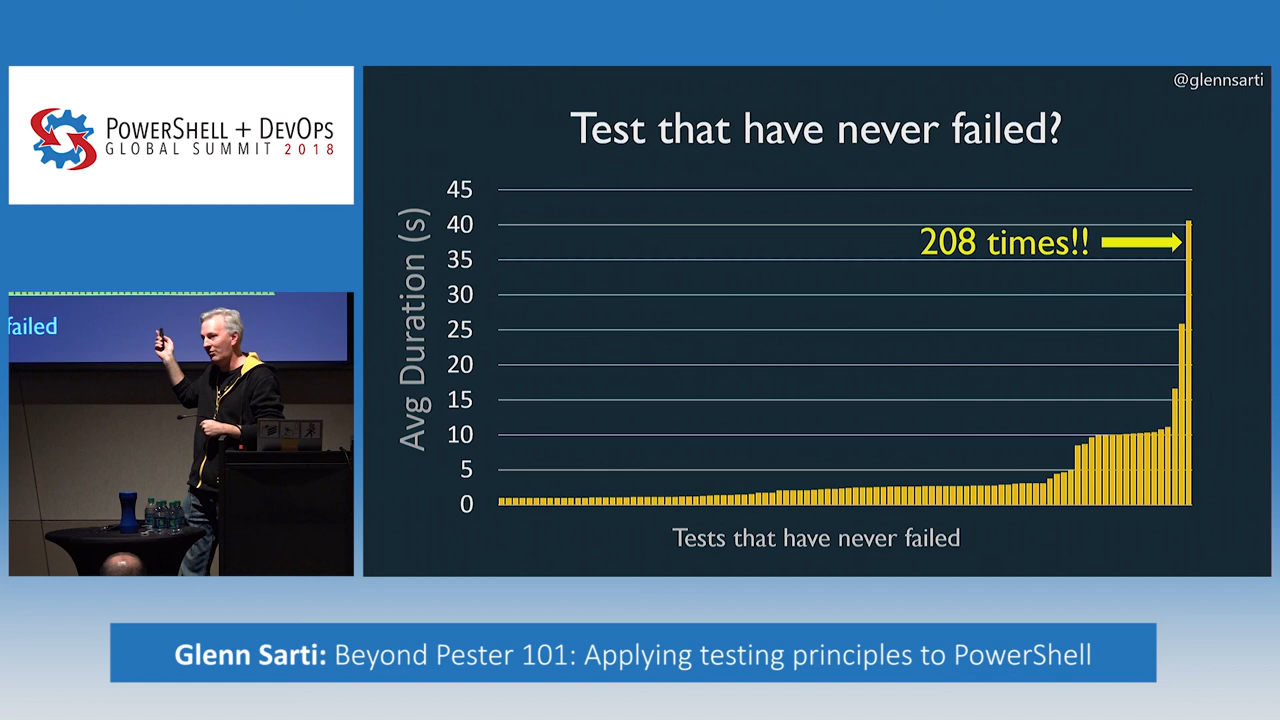 POWERSHELL + DEVOPS
GLOBAL SUMMIT 2018
failed
@glennsarti
Test that have never failed?
45
40
35
30
25
20
15
10
5
0
Avg Duration (s)
208 times!!
Tests that have never failed
Glenn Sarti: Beyond Pester 101: Applying testing principles to PowerShell